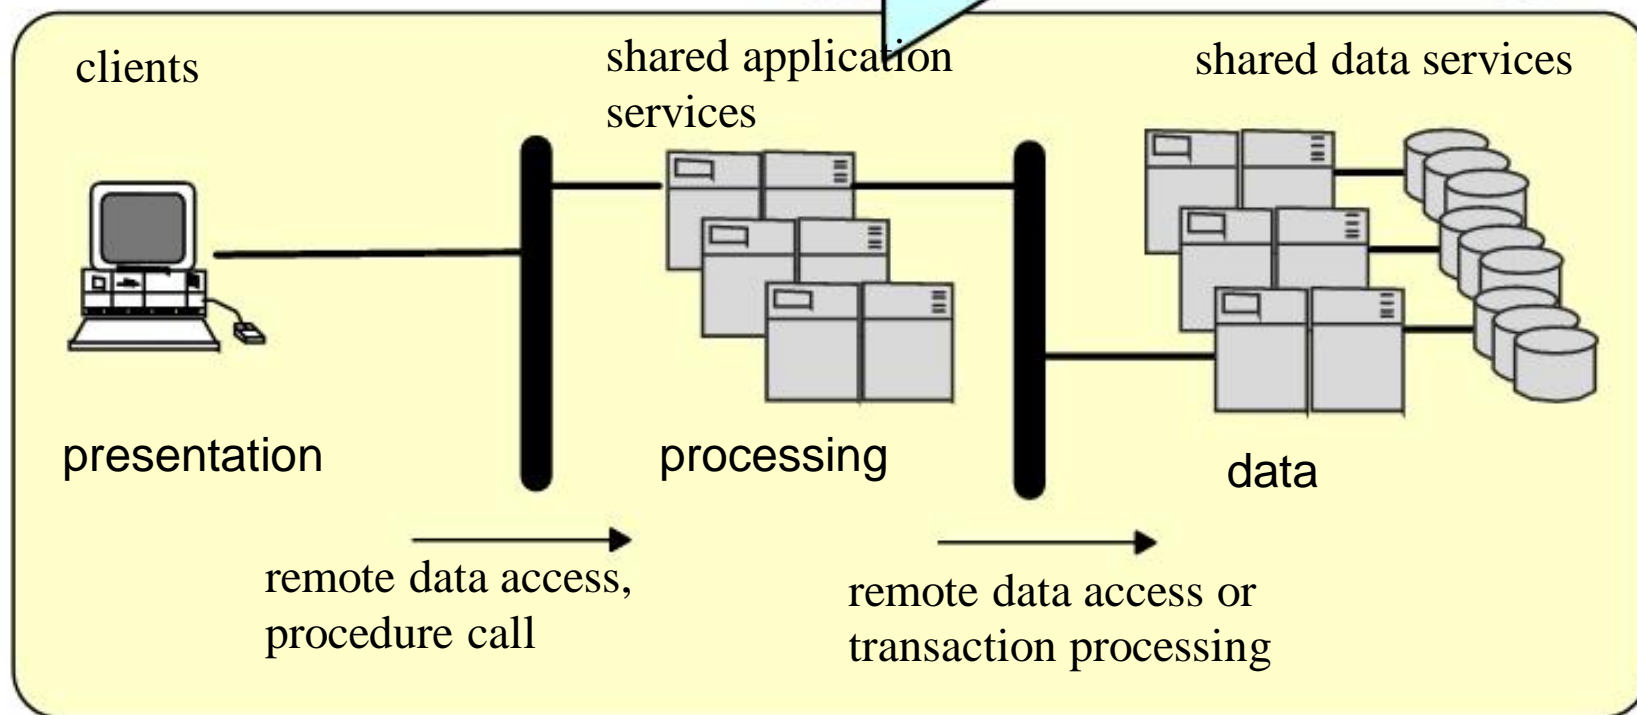 clients
shared application
services
shared data services
presentation
processing
data
remote data access,
procedure call
remote data access or
transaction processing